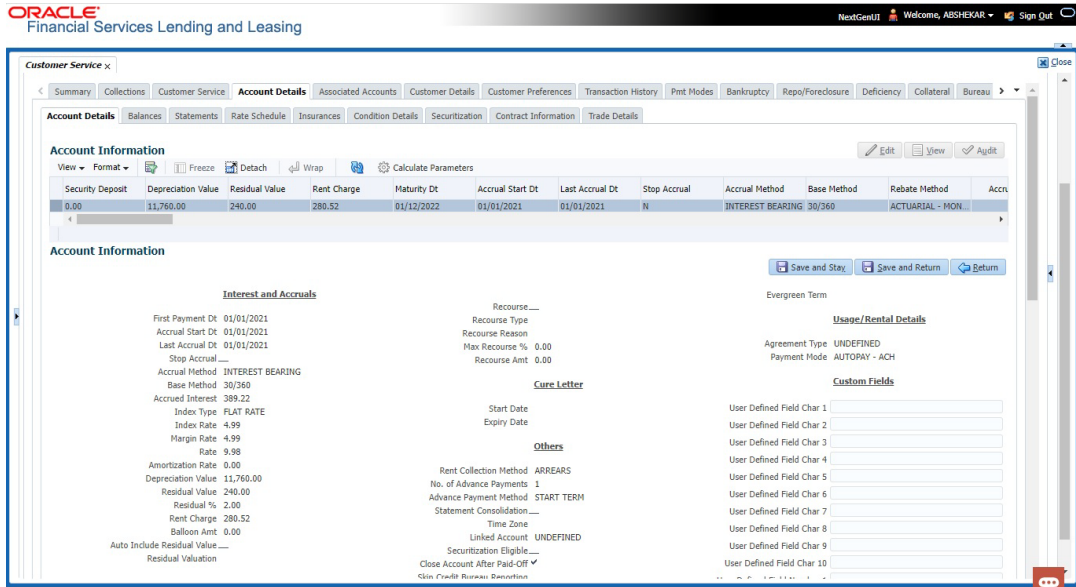 ORACLE
Financial Services Lending and Leasing
NextGenUI Welcome, ABSHEKAR Sign Out
Customer Service x
Close
Summary Collections Customer Service Account Details Associated Accounts Customer Details Customer Preferences Transaction History Pmt Modes Bankruptcy Repo/Foreclosure Deficiency Collateral Bureau
Account Details Balances Statements Rate Schedule Insurances Condition Details Securitization Contract Information Trade Details
Account Information
Edit View Audit
View Format Freeze Detach Wrap Calculate Parameters
Security Deposit Depreciation Value Residual Value Rent Charge Maturity Dt Accrual Start Dt Last Accrual Dt Stop Accrual Accrual Method Base Method Rebate Method Accru
0.00 11,760.00 240.00 280.52 01/12/2022 01/01/2021 01/01/2021 N INTEREST BEARING 30/360 ACTUARIAL - MON...
Account Information
Save and Stay Save and Return Return
Interest and Accruals
First Payment Dt 01/01/2021
Accrual Start Dt 01/01/2021
Last Accrual Dt 01/01/2021
Stop Accrual
Accrual Method INTEREST BEARING
Base Method 30/360
Accrued Interest 389.22
Index Type FLAT RATE
Index Rate 4.99
Margin Rate 4.99
Rate 9.98
Amortization Rate 0.00
Depreciation Value 11,760.00
Residual Value 240.00
Residual % 2.00
Rent Charge 280.52
Balloon Amt 0.00
Auto Include Residual Value
Residual Valuation
Recourse
Recourse Type
Recourse Reason
Max Recourse % 0.00
Recourse Amt 0.00
Cure Letter
Start Date
Expiry Date
Others
Rent Collection Method ARREARS
No. of Advance Payments 1
Advance Payment Method START TERM
Statement Consolidation
Time Zone
Linked Account UNDEFINED
Securitization Eligible
Close Account After Paid-Off
Skip Credit Bureau Reporting
Evergreen Term
Usage/Rental Details
Agreement Type UNDEFINED
Payment Mode AUTOPAY - ACH
Custom Fields
User Defined Field Char 1
User Defined Field Char 2
User Defined Field Char 3
User Defined Field Char 4
User Defined Field Char 5
User Defined Field Char 6
User Defined Field Char 7
User Defined Field Char 8
User Defined Field Char 9
User Defined Field Char 10